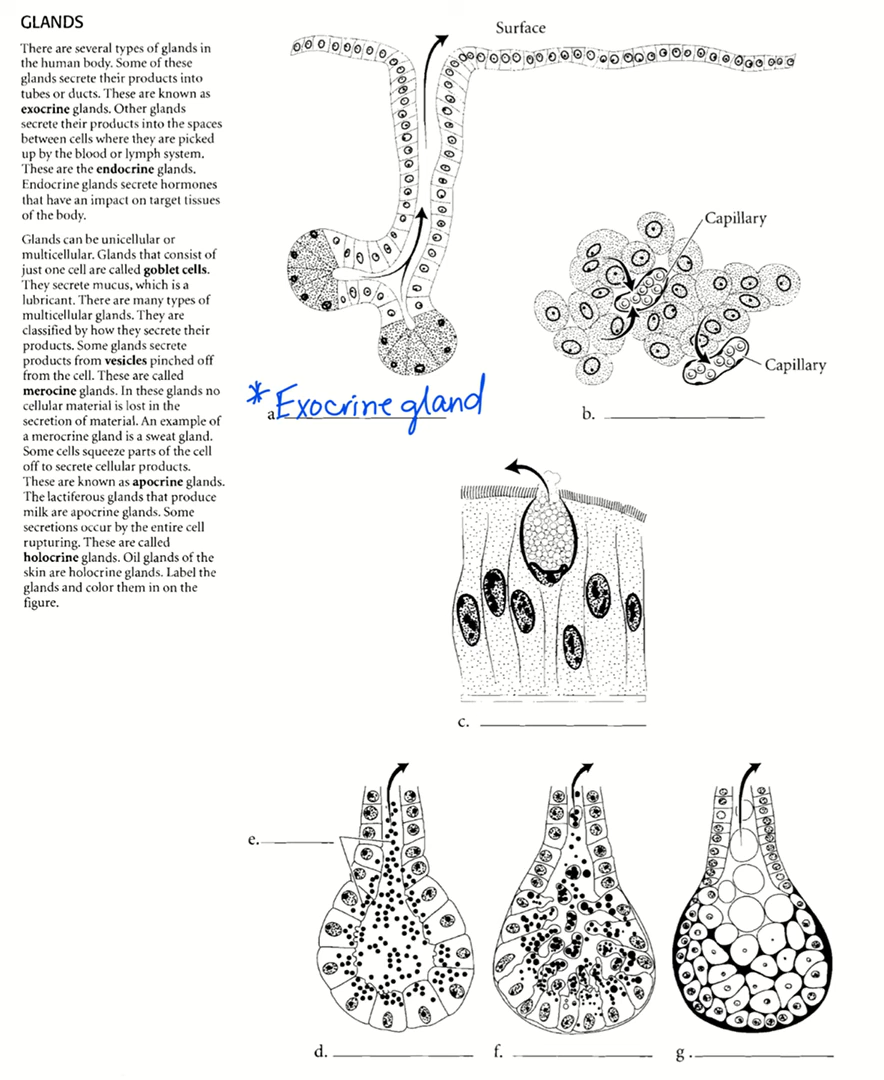 GLANDS
There are several types of glands in
the human body. Some of these
glands secrete their products into
tubes or ducts. These are known as
exocrine glands. Other glands
secrete their products into the spaces
between cells where they are picked
up by the blood or lymph system.
These are the endocrine glands.
Endocrine glands secrete hormones
that have an impact on target tissues
of the body.
Glands can be unicellular or
multicellular. Glands that consist of
just one cell are called goblet cells.
They secrete mucus, which is a
lubricant. There are many types of
multicellular glands. They are
classified by how they secrete their
products. Some glands secrete
products from vesicles pinched off
from the cell. These are called
merocine glands. In these glands no
cellular material is lost in the
secretion of material. An example of
a merocrine gland is a sweat gland.
Some cells squeeze parts of the cell
off to secrete cellular products.
These are known as apocrine glands.
The lactiferous glands that produce
milk are apocrine glands. Some
secretions occur by the entire cell
rupturing. These are called
holocrine glands. Oil glands of the
skin are holocrine glands. Label the
glands and color them in on the
figure.
Surface
Capillary
Capillary
* Exocrine gland
a.
b.
c.
e.
d.
f.
g.